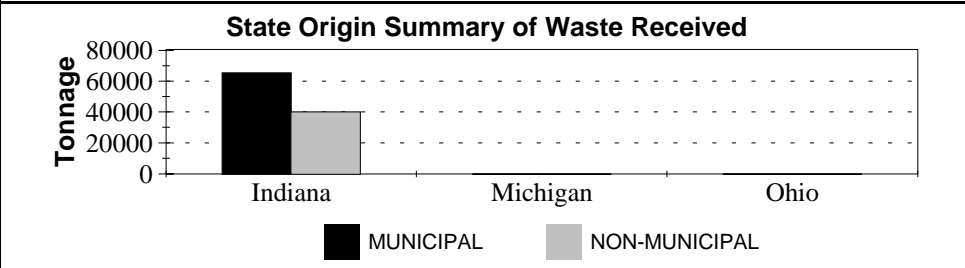 State Origin Summary of Waste Received
Tonnage
80000
60000
40000
20000
0
Indiana Michigan Ohio
MUNICIPAL NON-MUNICIPAL